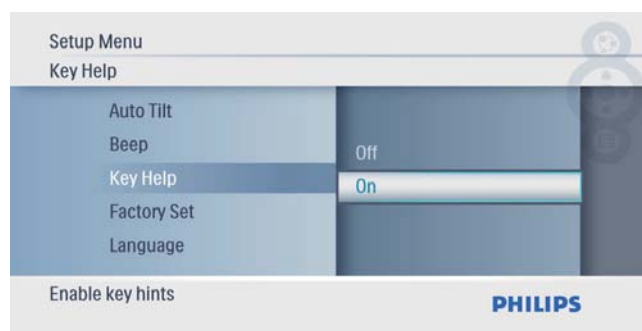 Setup Menu
Key Help
Auto Tilt
Beep
Key Help
Factory Set
Language
Off
On
Enable key hints
PHILIPS